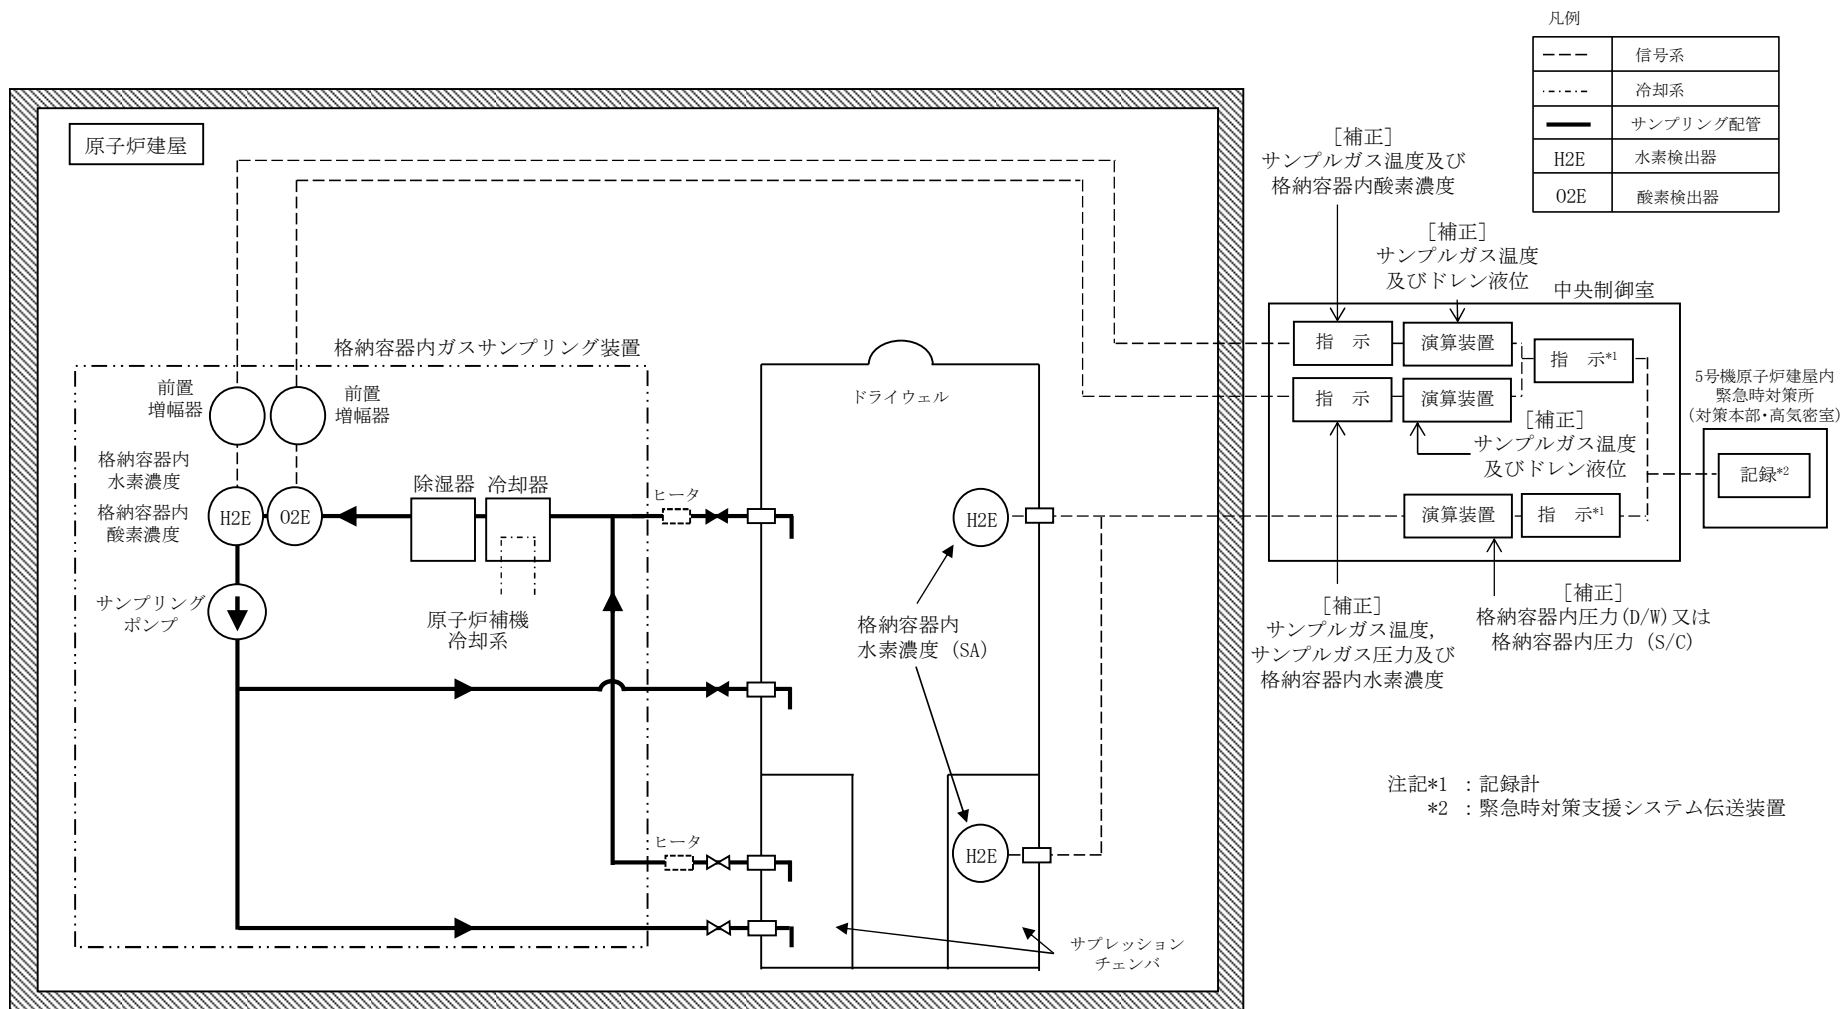 凡例
信号系
冷却系
サンプリング配管
H2E 水素検出器
O2E 酸素検出器
原子炉建屋
[補正]
サンプルガス温度及び
格納容器内酸素濃度
[補正]
サンプルガス温度
及びドレン液位
中央制御室
指 示
演算装置
指 示*1
指 示
演算装置
5号機原子炉建屋内
緊急時対策所
(対策本部・高気密室)
[補正]
サンプルガス温度
及びドレン液位
記録*2
演算装置
指 示*1
[補正]
サンプルガス温度,
サンプルガス圧力及び
格納容器内水素濃度
[補正]
格納容器内圧力(D/W)又は
格納容器内圧力 (S/C)
格納容器内ガスサンプリング装置
前置
増幅器
前置
増幅器
格納容器内
水素濃度
格納容器内
酸素濃度
H2E
O2E
除湿器
冷却器
ヒータ
サンプリング
ポンプ
原子炉補機
冷却系
ドライウェル
H2E
格納容器内
水素濃度 (SA)
ヒータ
H2E
サプレッション
チェンバ
注記*1 :記録計
*2 :緊急時対策支援システム伝送装置